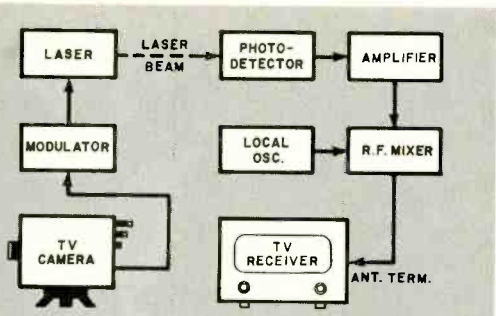 LASER
LASER
BEAM
PHOTO-
DETECTOR
AMPLIFIER
MODULATOR
LOCAL
OSC.
R.F. MIXER
TV
CAMERA
TV
RECEIVER
ANT. TERM.